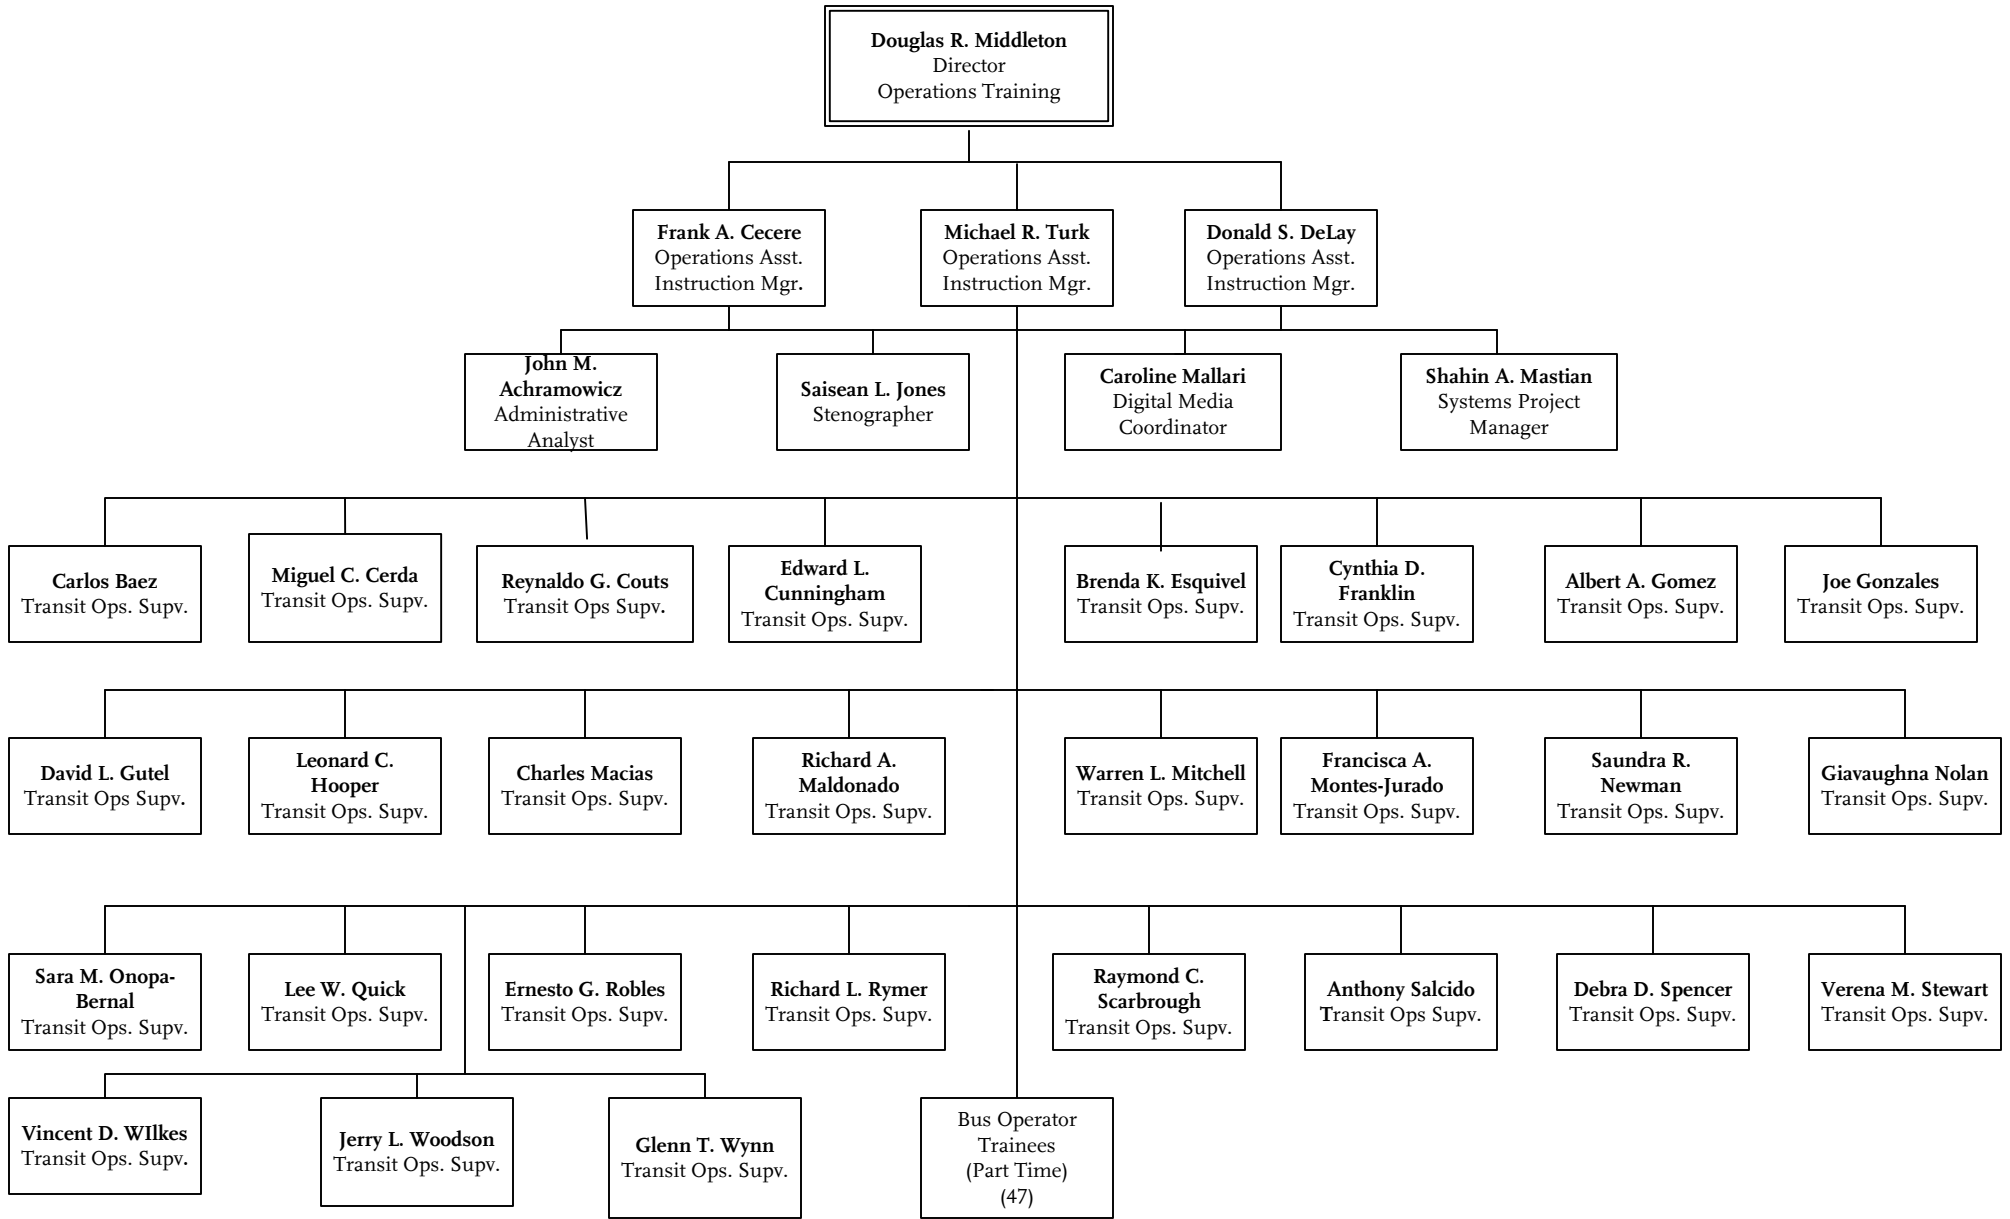 Douglas R. Middleton
Director
Operations Training
Frank A. Cecere
Operations Asst.
Instruction Mgr.
Michael R. Turk
Operations Asst.
Instruction Mgr.
Donald S. DeLay
Operations Asst.
Instruction Mgr.
John M.
Achramowicz
Administrative
Analyst
Saisean L. Jones
Stenographer
Caroline Mallari
Digital Media
Coordinator
Shahin A. Mastian
Systems Project
Manager
Carlos Baez
Transit Ops. Supv.
Miguel C. Cerda
Transit Ops. Supv.
Reynaldo G. Couts
Transit Ops Supv.
Edward L.
Cunningham
Transit Ops. Supv.
Brenda K. Esquivel
Transit Ops. Supv.
Cynthia D.
Franklin
Transit Ops. Supv.
Albert A. Gomez
Transit Ops. Supv.
Joe Gonzales
Transit Ops. Supv.
David L. Gutel
Transit Ops Supv.
Leonard C.
Hooper
Transit Ops. Supv.
Charles Macias
Transit Ops. Supv.
Richard A.
Maldonado
Transit Ops. Supv.
Warren L. Mitchell
Transit Ops. Supv.
Francisca A.
Montes-Jurado
Transit Ops. Supv.
Saundra R.
Newman
Transit Ops. Supv.
Giavaughna Nolan
Transit Ops. Supv.
Sara M. Onopa-
Bernal
Transit Ops. Supv.
Lee W. Quick
Transit Ops. Supv.
Ernesto G. Robles
Transit Ops. Supv.
Richard L. Rymer
Transit Ops. Supv.
Raymond C.
Scarbrough
Transit Ops. Supv.
Anthony Salcido
Transit Ops Supv.
Debra D. Spencer
Transit Ops. Supv.
Verena M. Stewart
Transit Ops. Supv.
Vincent D. WIlkes
Transit Ops. Supv.
Jerry L. Woodson
Transit Ops. Supv.
Glenn T. Wynn
Transit Ops. Supv.
Bus Operator
Trainees
(Part Time)
(47)